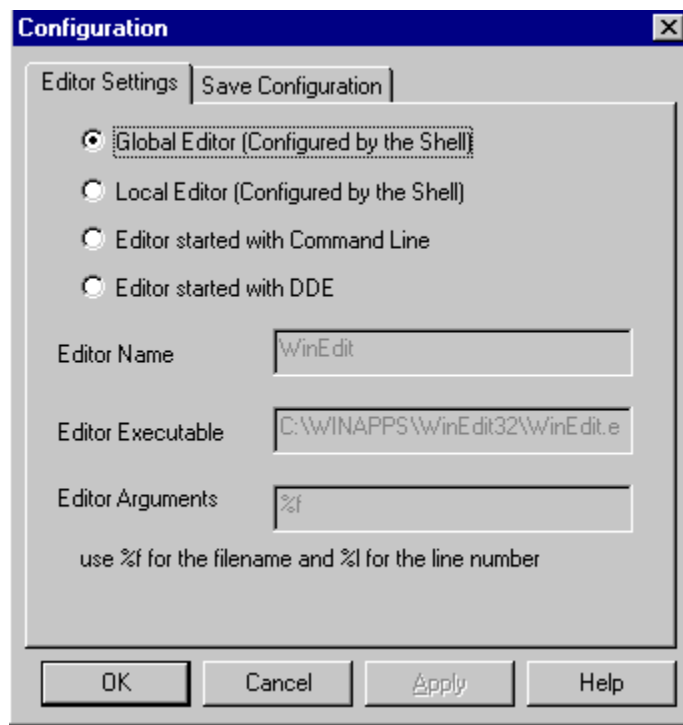 Configuration
Editor Settings
Save Configuration
Global Editor (Configured by the Shell)
Local Editor (Configured by the Shell)
Editor started with Command Line
Editor started with DDE
Editor Name
WinEdit
Editor Executable
C:\WINAPPS\WinEdit32\WinEdit.e
Editor Arguments
%f
use %f for the filename and %l for the line number
OK
Cancel
Apply
Help